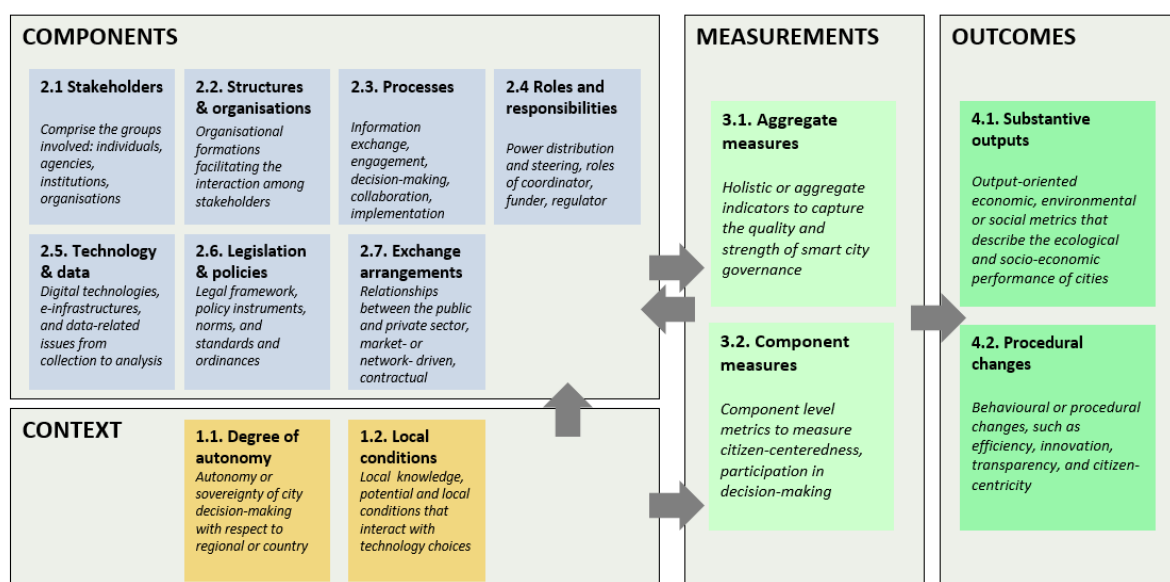 COMPONENTS
2.1 Stakeholders
Comprise the groups
involved: individuals,
agencies,
institutions,
organisations
2.2. Structures
& organisations
Organisational
formations
facilitating the
interaction among
stakeholders
2.3. Processes
Information
exchange,
engagement,
decision-making,
collaboration,
implementation
2.4 Roles and
responsibilities
Power distribution
and steering, roles
of coordinator,
funder, regulator
2.5. Technology
& data
Digital technologies,
e-infrastructures,
and data-related
issues from
collection to analysis
2.6. Legislation
& policies
Legal framework,
policy instruments,
norms, and
standards and
ordinances
2.7. Exchange
arrangements
Relationships
between the public
and private sector,
market- or
network- driven,
contractual
CONTEXT
1.1. Degree of
autonomy
Autonomy or
sovereignty of city
decision-making
with respect to
regional or country
1.2. Local
conditions
Local knowledge,
potential and local
conditions that
interact with
technology choices
MEASUREMENTS
3.1. Aggregate
measures
Holistic or aggregate
indicators to capture
the quality and
strength of smart city
governance
3.2. Component
measures
Component level
metrics to measure
citizen-centeredness,
participation in
decision-making
OUTCOMES
4.1. Substantive
outputs
Output-oriented
economic, environmental
or social metrics that
describe the ecological
and socio-economic
performance of cities
4.2. Procedural
changes
Behavioural or procedural
changes, such as
efficiency, innovation,
transparency, and citizen-
centricity